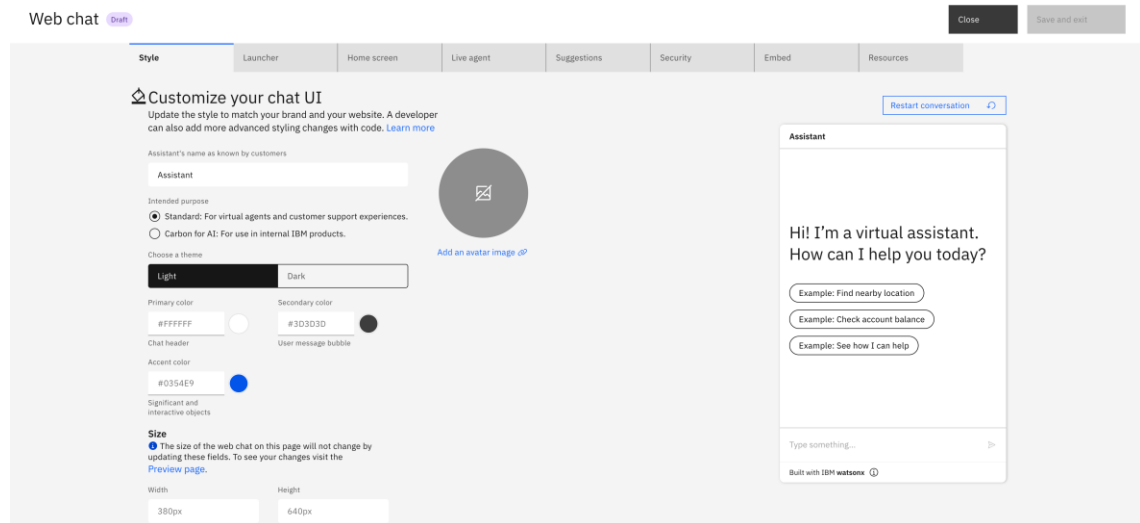 Web chat Draft
Close
Save and exit
Style
Launcher
Home screen
Live agent
Suggestions
Security
Embed
Resources
Customize your chat UI
Update the style to match your brand and your website. A developer
can also add more advanced styling changes with code. Learn more
Restart conversation
Assistant's name as known by customers
Assistant
Intended purpose
Standard: For virtual agents and customer support experiences.
Carbon for AI: For use in internal IBM products.
Add an avatar image
Choose a theme
Light
Dark
Primary color
Secondary color
#FFFFFF
#3D3D3D
Chat header
User message bubble
Accent color
#0354E9
Significant and
interactive objects
Size
The size of the web chat on this page will not change by
updating these fields. To see your changes visit the
Preview page.
Width
Height
380px
640px
Assistant
Hi! I'm a virtual assistant.
How can I help you today?
Example: Find nearby location
Example: Check account balance
Example: See how I can help
Type something...
Built with IBM watsonx